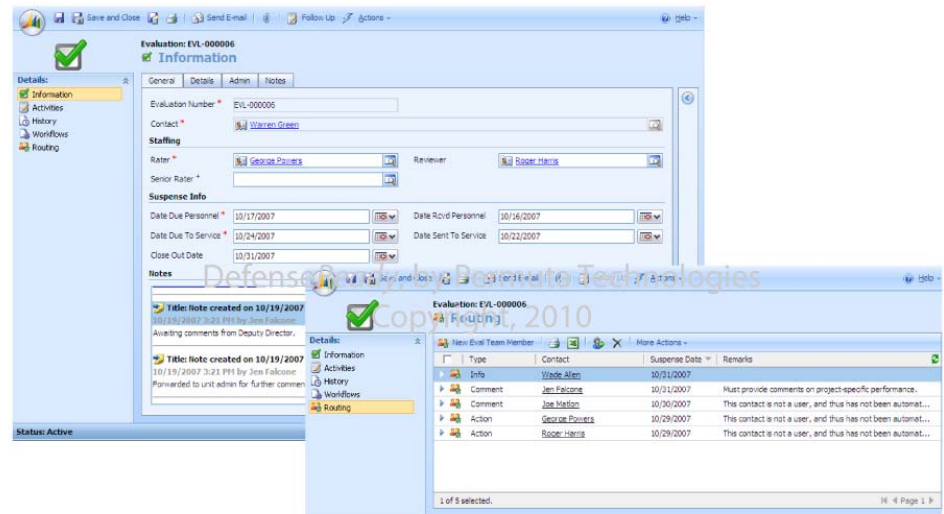 Save and Close
Send E-mail
Follow Up
Actions
Help
Evaluation: EVL-000006
Information
Details:
Information
Activities
History
Workflows
Routing
General Details Admin Notes
Evaluation Number * EVL-000006
Contact * Warren Green
Staffing
Rater * George Powers Reviewer Roger Harris
Senior Rater *
Suspense Info
Date Due Personnel * 10/17/2007 Date Rcvd Personnel 10/16/2007
Date Due To Service * 10/24/2007 Date Sent To Service 10/22/2007
Close Out Date 10/31/2007
Notes
Title: Note created on 10/19/2007
10/19/2007 3:21 PM by Jen Falcone
Awaiting comments from Deputy Director.
Title: Note created on 10/19/2007
10/19/2007 3:21 PM by Jen Falcone
Forwarded to unit admin for further commen
Status: Active
DefenseReady, by Permuta Technologies
Copyright, 2010
Save and Close
Send E-mail
Actions
Help
Evaluation: EVL-000006
Routing
Details:
Information
Activities
History
Workflows
Routing
New Eval Team Member More Actions
Type Contact Suspense Date Remarks
Info Wade Allen 10/31/2007
Comment Jen Falcone 10/31/2007 Must provide comments on project-specific performance.
Comment Joe Matlon 10/30/2007 This contact is not a user, and thus has not been automat...
Action George Powers 10/29/2007 This contact is not a user, and thus has not been automat...
Action Roger Harris 10/29/2007 This contact is not a user, and thus has not been automat...
1 of 5 selected.
Page 1